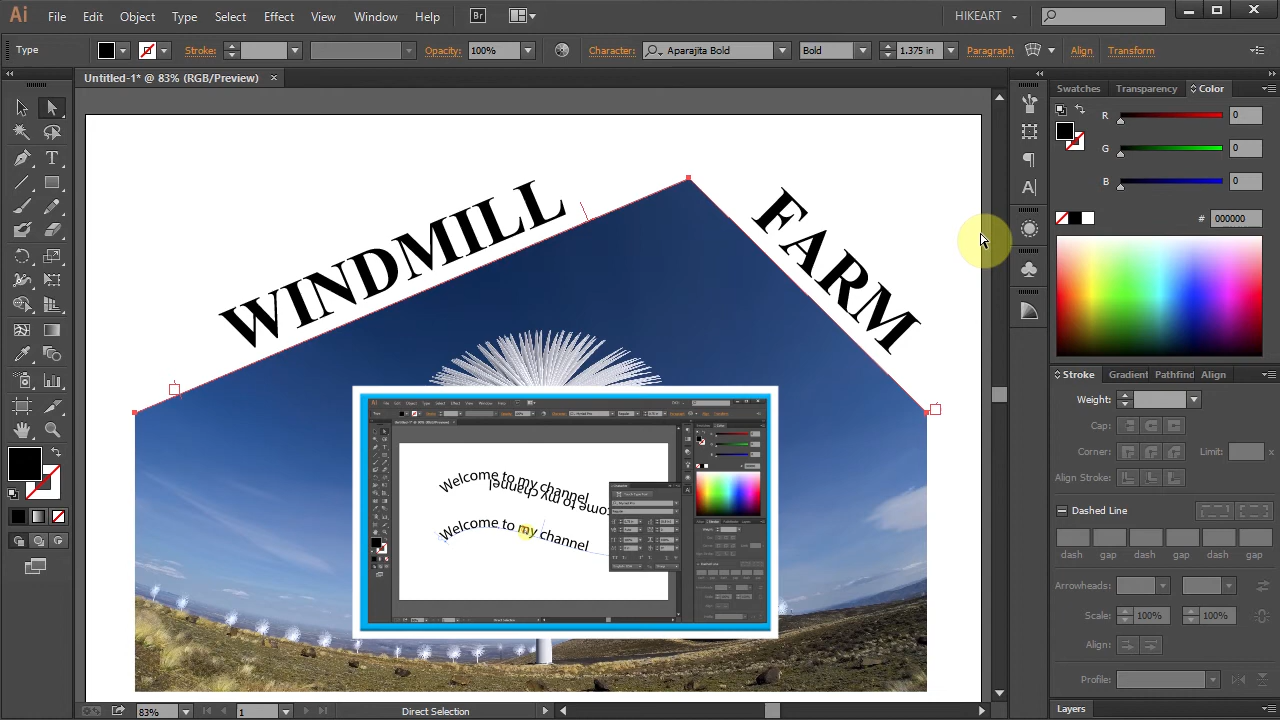 Ai File Edit Object Type Select Effect View Window Help Br HIKEART
Type Stroke: Opacity: 100% Character: Aparajita Bold Bold 1.375 in Paragraph Align Transform
Untitled-1* @ 83% (RGB/Preview) ×
Swatches Transparency Color
R 0
G 0
B 0
# 000000
WINDMILL
FARM
Welcome to my channel
Welcome to my channel
Stroke Gradient Pathfind Align
Weight:
Cap:
Corner: Limit: x
Align Stroke:
Dashed Line
dash gap dash gap dash gap
Arrowheads:
Scale: 100% 100%
Align:
Profile:
Layers
83% 1 Direct Selection